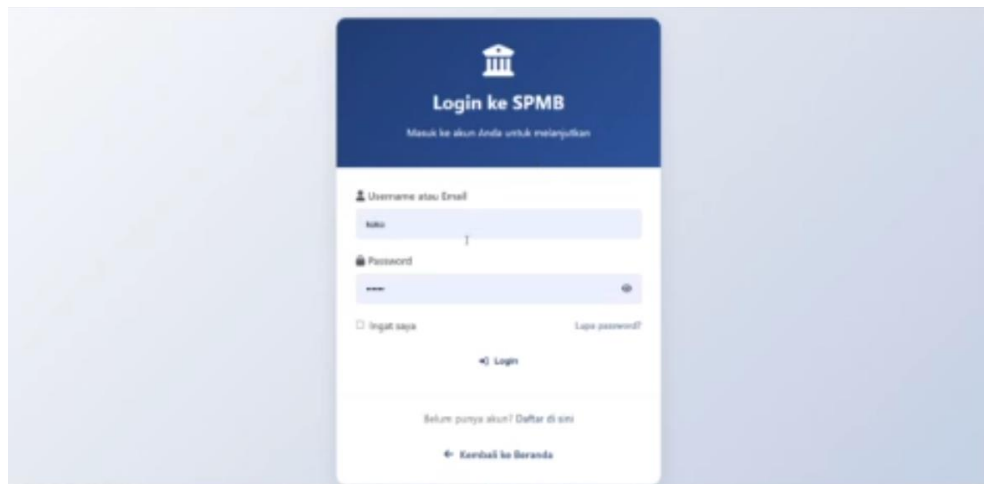 Login ke SPMB
Masuk ke akun Anda untuk melanjutkan
Username atau Email
Password
Ingat saya
Lupa password?
Login
Belum punya akun? Daftar di sini
Kembali ke Beranda